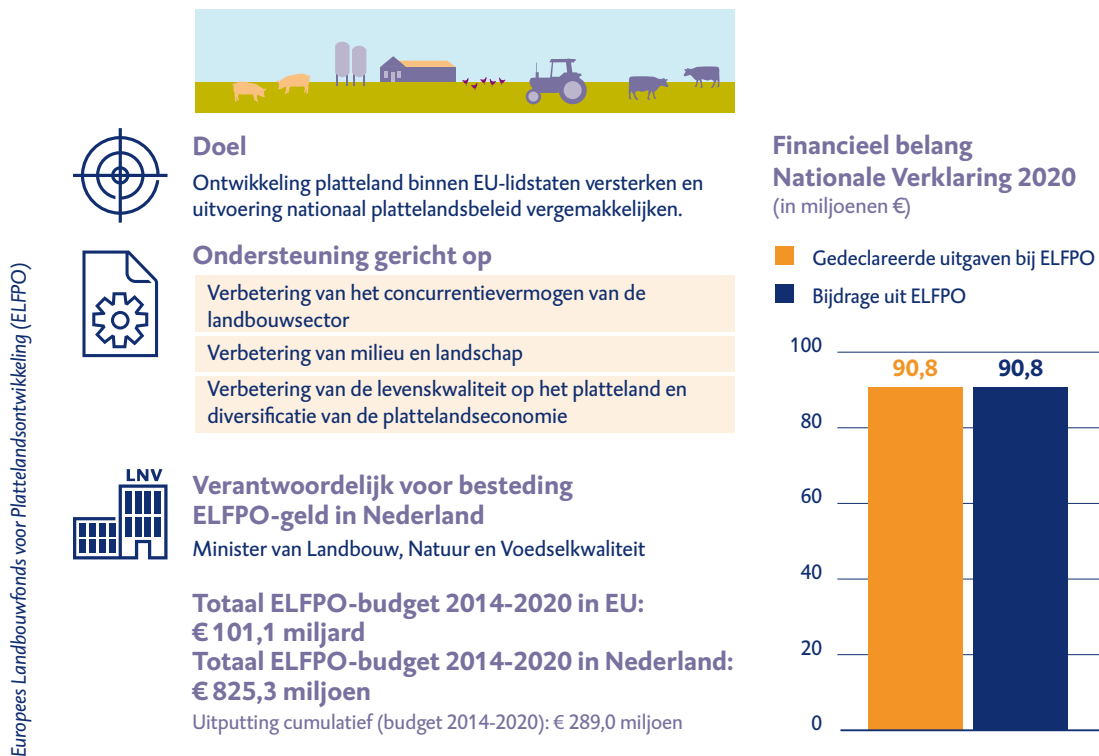 Europees Landbouwfonds voor Plattelandsontwikkeling (ELFPO)
Doel
Ontwikkeling platteland binnen EU-lidstaten versterken en
uitvoering nationaal plattelandsbeleid vergemakkelijken.
Ondersteuning gericht op
Verbetering van het concurrentievermogen van de
landbouwsector
Verbetering van milieu en landschap
Verbetering van de levenskwaliteit op het platteland en
diversificatie van de plattelandseconomie
LNV
Verantwoordelijk voor besteding
ELFPO-geld in Nederland
Minister van Landbouw, Natuur en Voedselkwaliteit
Totaal ELFPO-budget 2014-2020 in EU:
€ 101,1 miljard
Totaal ELFPO-budget 2014-2020 in Nederland:
€ 825,3 miljoen
Uitputting cumulatief (budget 2014-2020): € 289,0 miljoen
Financieel belang
Nationale Verklaring 2020
(in miljoenen €)
Gedeclareerde uitgaven bij ELFPO
Bijdrage uit ELFPO
100
90,8 90,8
80
60
40
20
0